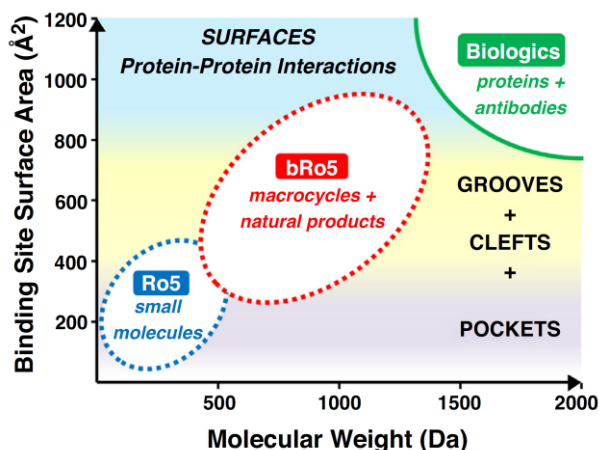 1200
1000
800
600
400
200
Binding Site Surface Area (Å²)
SURFACES
Protein-Protein Interactions
Biologics
proteins +
antibodies
bRo5
macrocycles +
natural products
GROOVES
+
CLEFTS
+
POCKETS
Ro5
small
molecules
500
1000
1500
2000
Molecular Weight (Da)